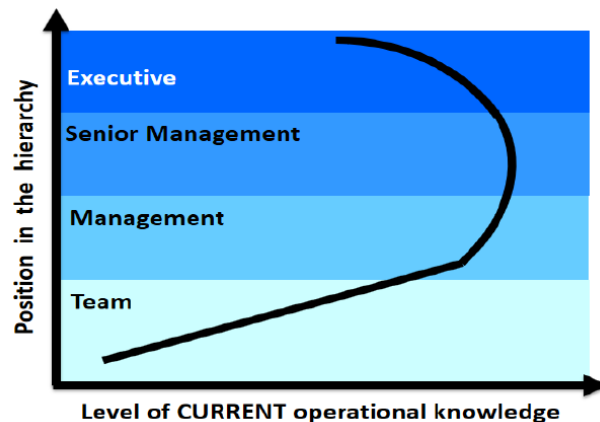 Position in the hierarchy
Executive
Senior Management
Management
Team
Level of CURRENT operational knowledge